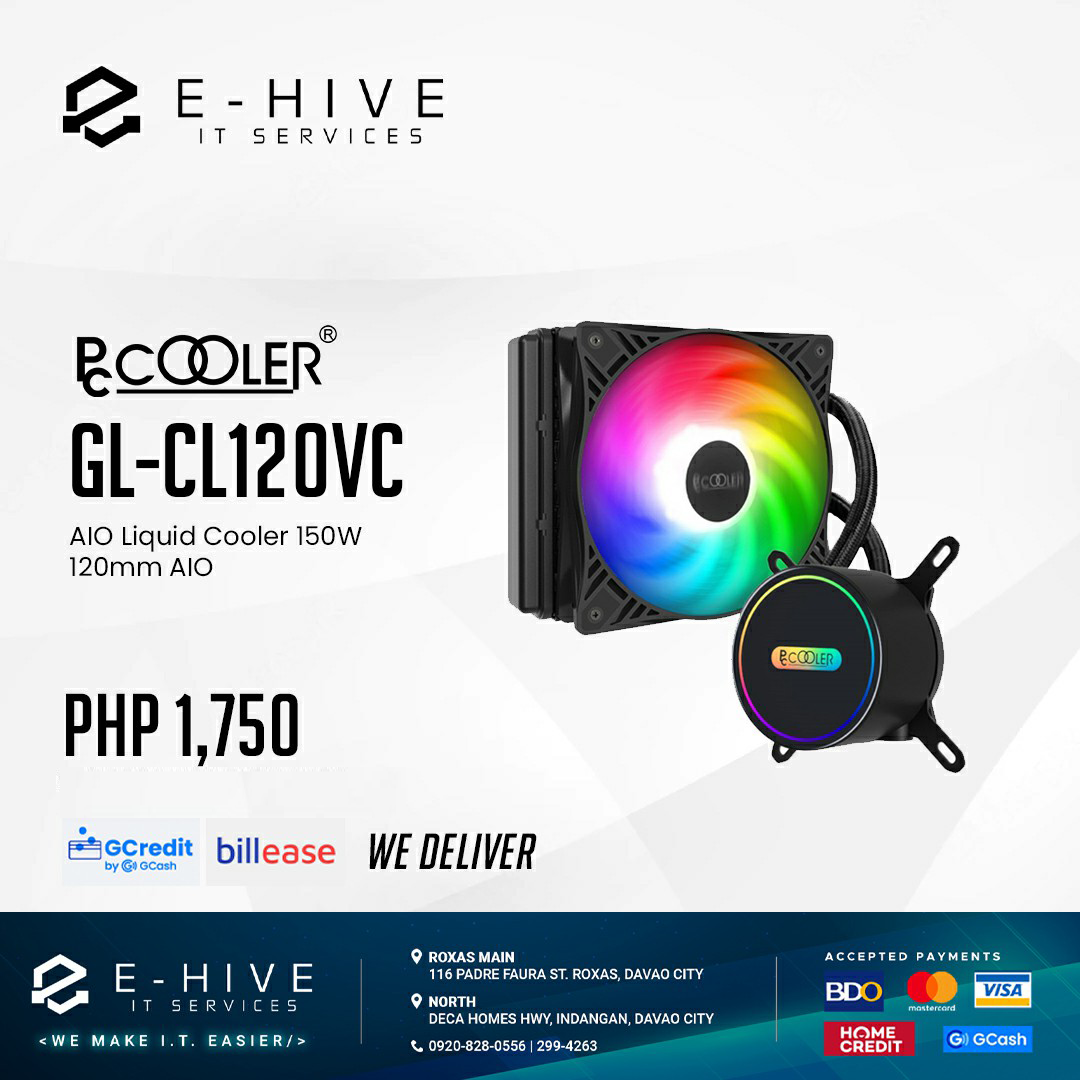 E-HIVE
IT SERVICES
PCCOOLER®
GL-CL120VC
AIO Liquid Cooler 150W
120mm AIO
PCCOOLER
PCCOOLER
PHP 1,750
GCredit
by GCash
billease
WE DELIVER
E-HIVE
IT SERVICES
<WE MAKE I.T. EASIER/>
ROXAS MAIN
116 PADRE FAURA ST. ROXAS, DAVAO CITY
NORTH
DECA HOMES HWY, INDANGAN, DAVAO CITY
0920-828-0556 | 299-4263
ACCEPTED PAYMENTS
BDO
mastercard
VISA
HOME
CREDIT
GCash